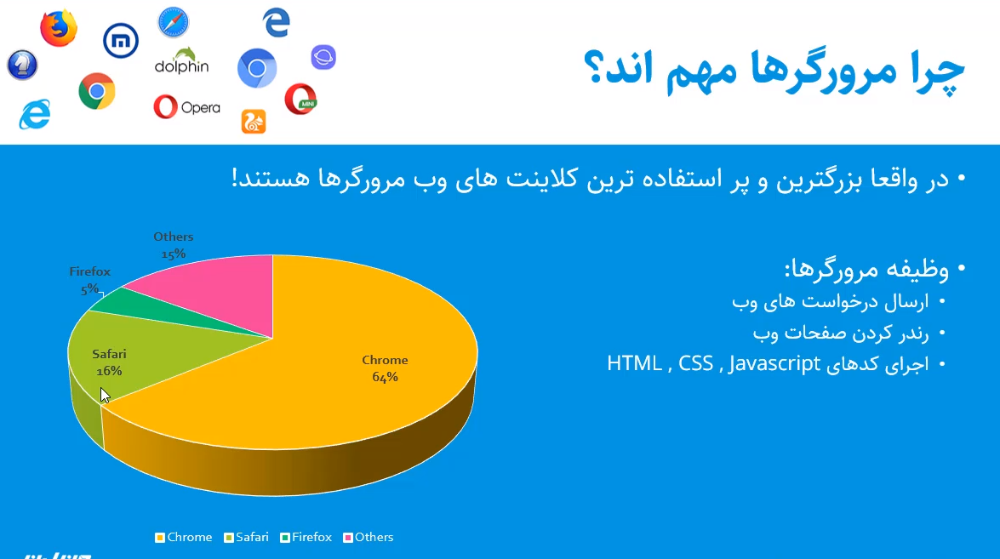 dolphin
Opera
MINI
چرا مرورگرها مهم اند؟
• در واقعا بزرگترین و پر استفاده ترین کلاینت های وب مرورگرها هستند!
• وظیفه مرورگرها:
• ارسال درخواست های وب
• رندر کردن صفحات وب
• اجرای کدهای HTML , CSS , Javascript
Others
15%
Firefox
5%
Safari
16%
Chrome
64%
Chrome Safari Firefox Others